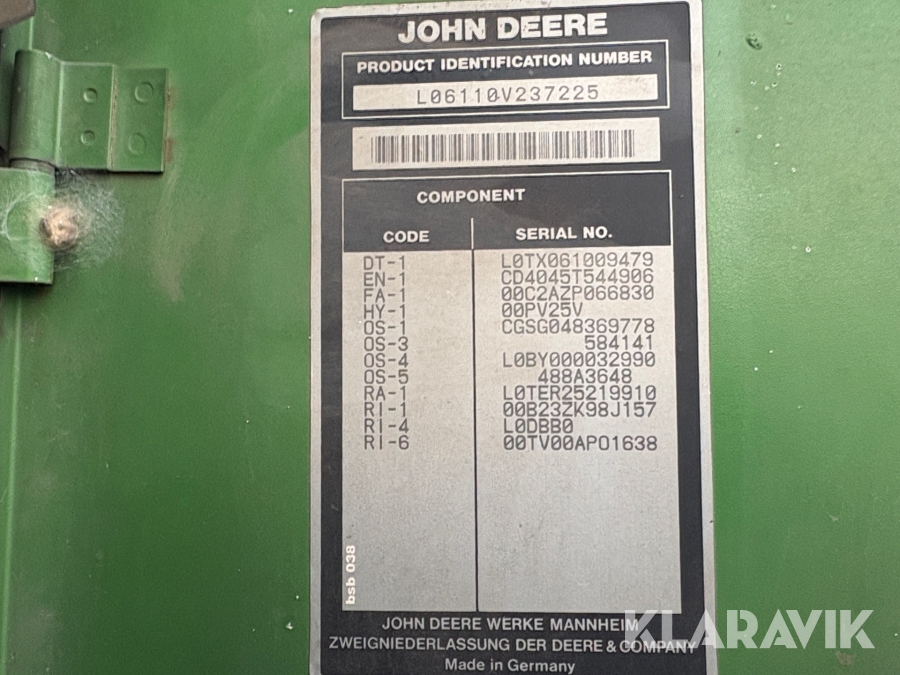 JOHN DEERE
PRODUCT IDENTIFICATION NUMBER
L06110V237225
COMPONENT
CODE SERIAL NO.
DT-1 L0TX061009479
EN-1 CD4045T544906
FA-1 00C2AZP066830
HY-1 00PV25V
OS-1 CGSG048369778
OS-3 584141
OS-4 L0BY000032990
OS-5 488A3648
RA-1 L0TER25219910
RI-1 00B23ZK98J157
RI-4 L0DBB0
RI-6 00TV00APO1638
bsb 038
JOHN DEERE WERKE MANNHEIM
ZWEIGNIEDERLASSUNG DER DEERE & COMPANY
Made in Germany
KLARAVIK